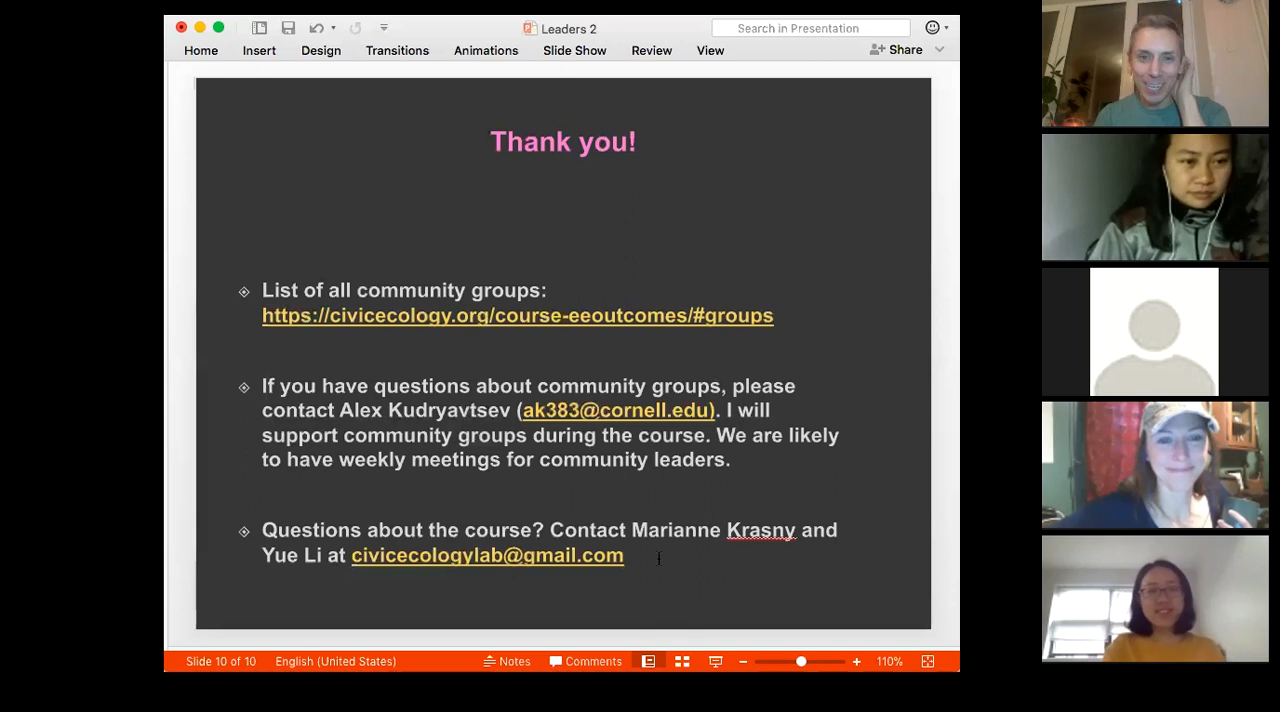 Leaders 2
Search in Presentation
Home Insert Design Transitions Animations Slide Show Review View Share
Thank you!
List of all community groups:
https://civicecology.org/course-eeoutcomes/#groups
If you have questions about community groups, please
contact Alex Kudryavtsev (ak383@cornell.edu). I will
support community groups during the course. We are likely
to have weekly meetings for community leaders.
Questions about the course? Contact Marianne Krasny and
Yue Li at civicecologylab@gmail.com
Slide 10 of 10 English (United States) Notes Comments 110%